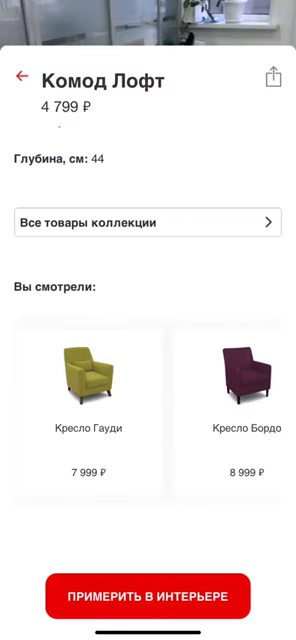 Комод Лофт
4 799 ₽
Глубина, см: 44
Все товары коллекции
Вы смотрели:
Кресло Гауди
Кресло Бордо
7 999 ₽
8 999 ₽
ПРИМЕРИТЬ В ИНТЕРЬЕРЕ